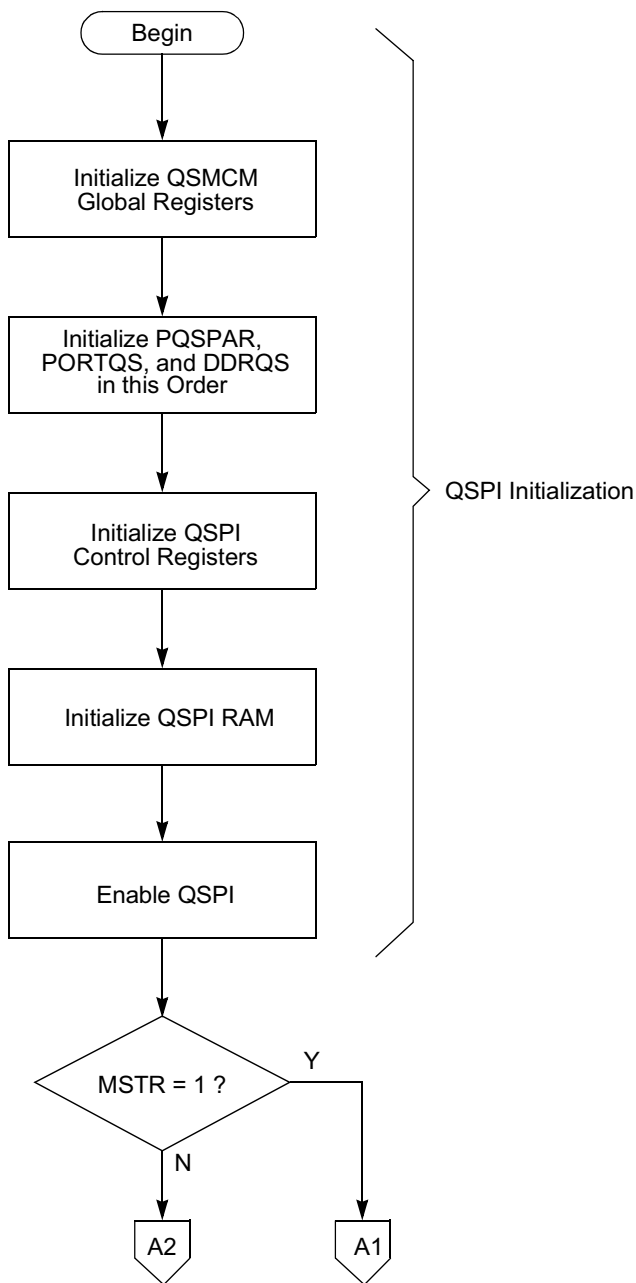 Begin
Initialize QSMCM
Global Registers
Initialize PQSPAR,
PORTQS, and DDRQS
in this Order
Initialize QSPI
Control Registers
QSPI Initialization
Initialize QSPI RAM
Enable QSPI
MSTR = 1 ?
Y
N
A2
A1